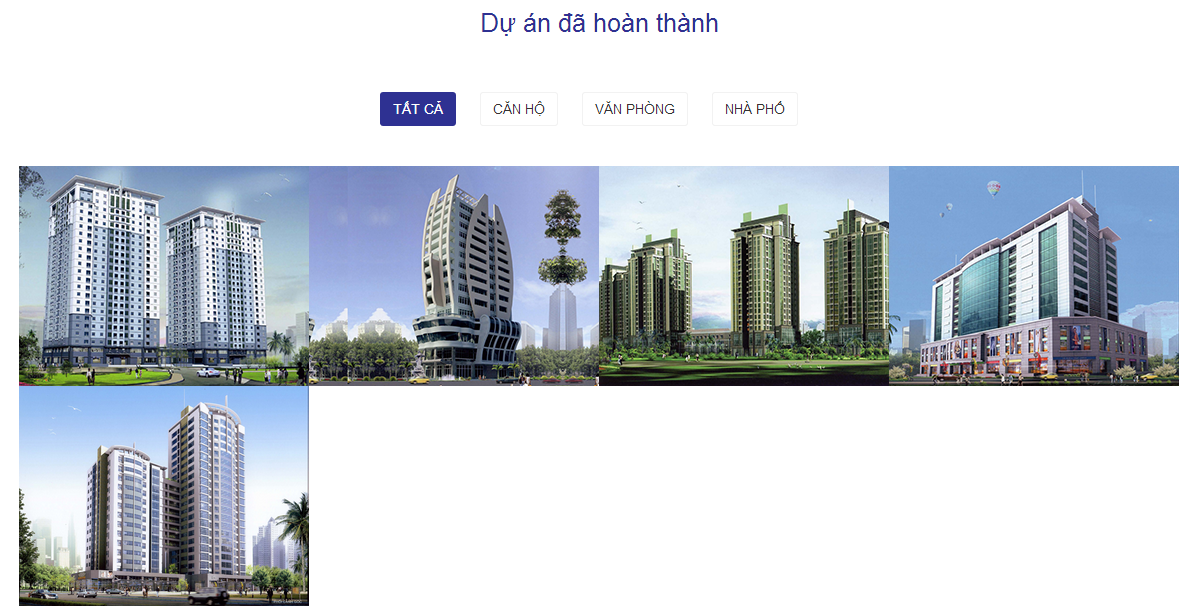 Dự án đã hoàn thành
TẤT CẢ
CĂN HỘ
VĂN PHÒNG
NHÀ PHỐ